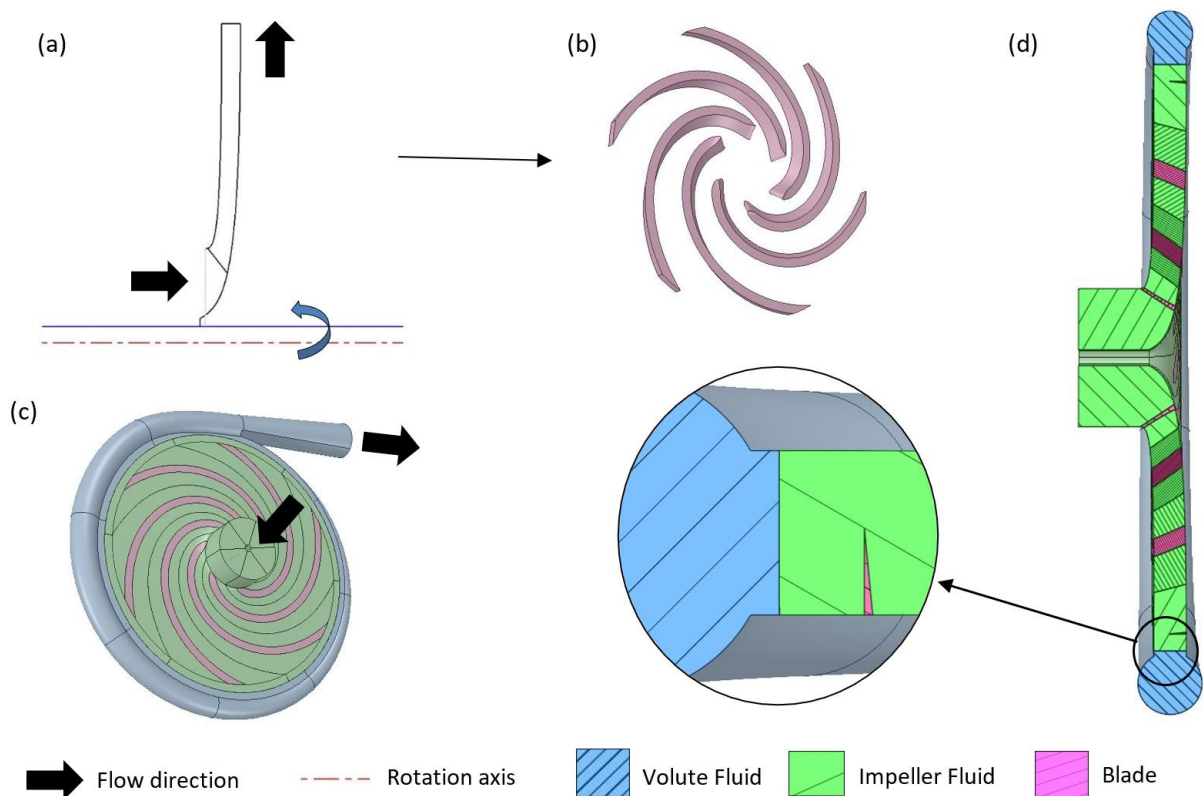 (a)
(b)
(d)
(c)
Flow direction
Rotation axis
Volute Fluid
Impeller Fluid
Blade